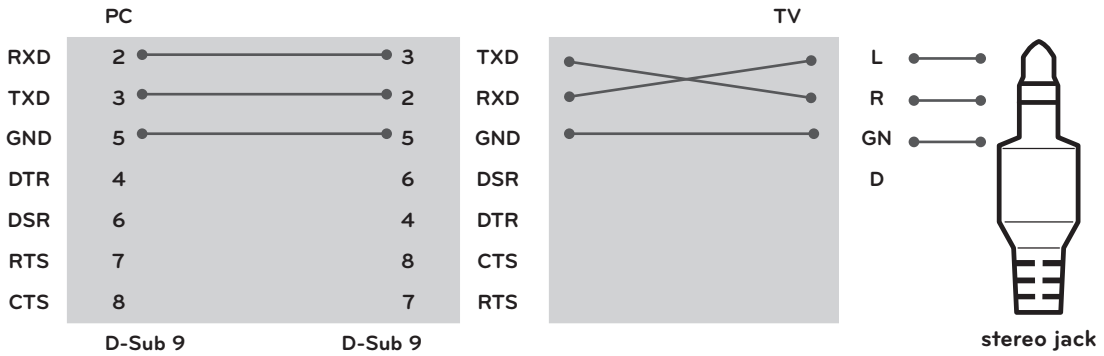 PC TV
RXD 2 3 TXD L
TXD 3 2 RXD R
GND 5 5 GND GN
DTR 4 6 DSR D
DSR 6 4 DTR
RTS 7 8 CTS
CTS 8 7 RTS
D-Sub 9 D-Sub 9 stereo jack